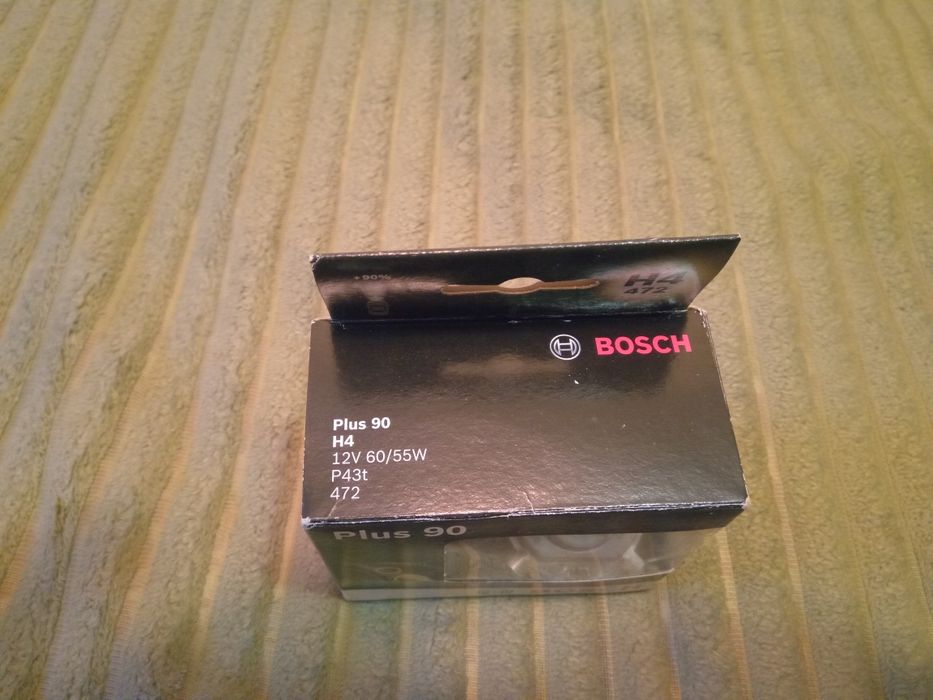 +90%
H4
472
BOSCH
Plus 90
H4
12V 60/55W
P43t
472
Plus 90